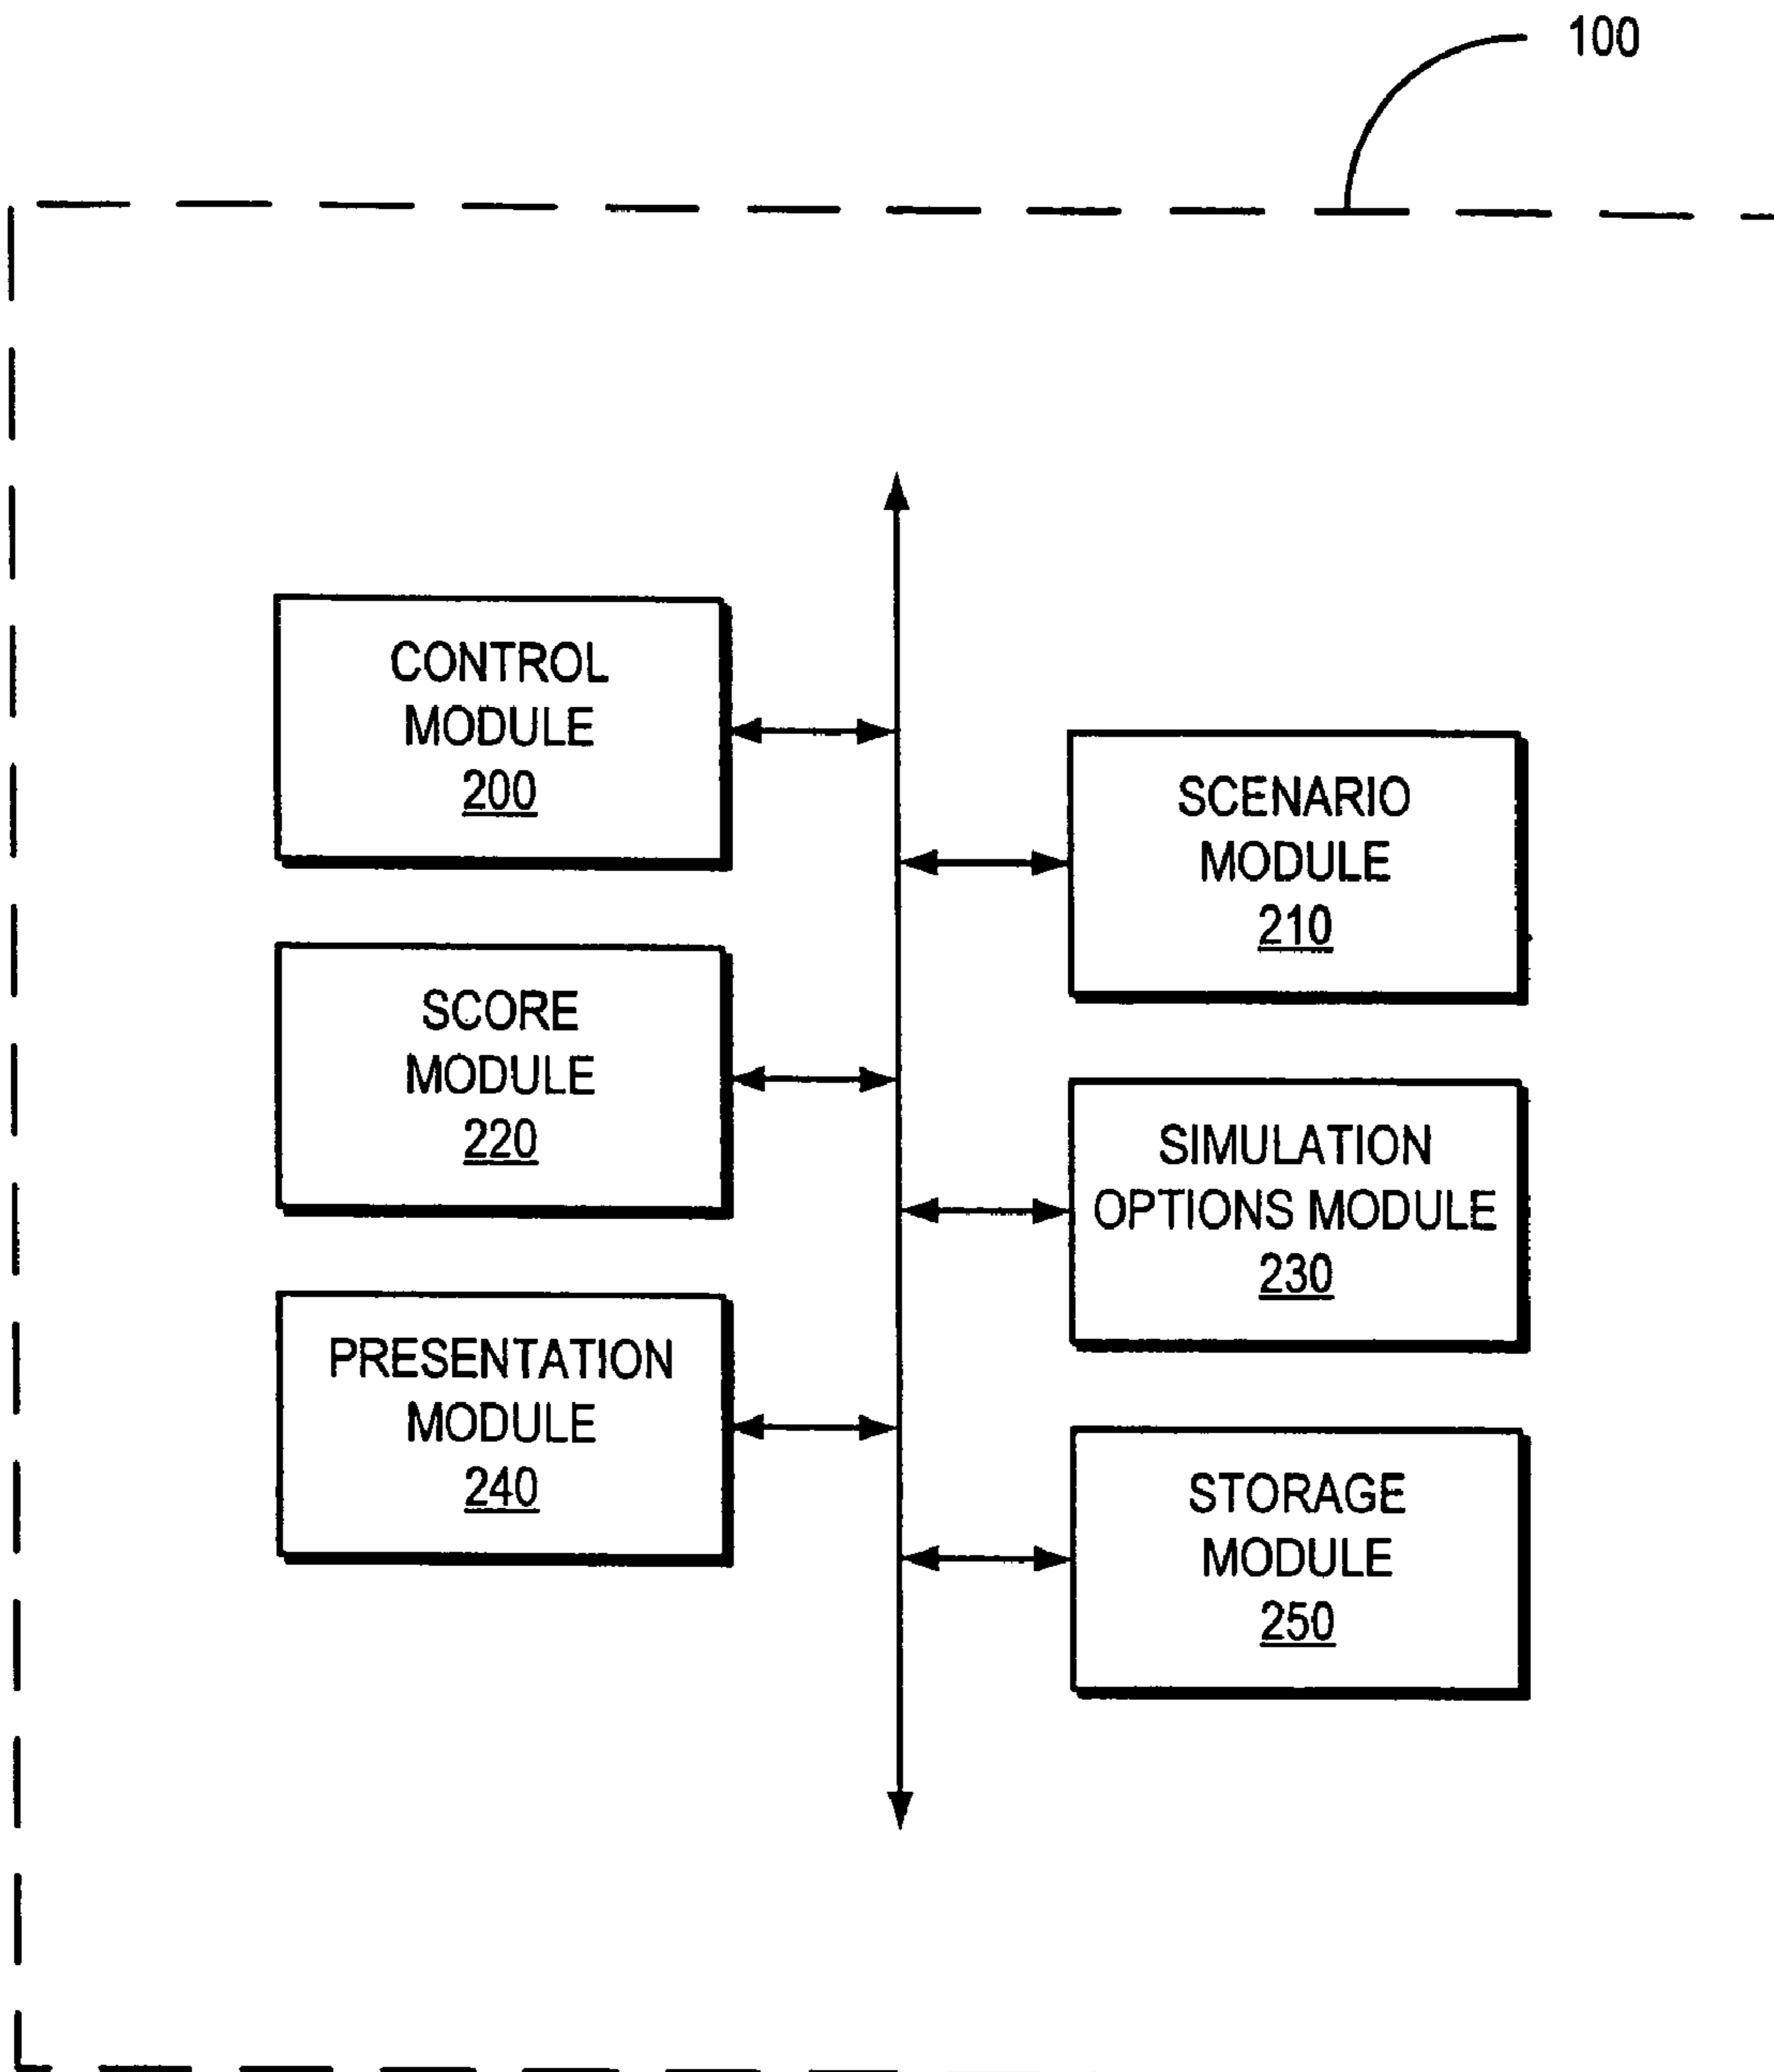 100
CONTROL
MODULE
200
SCENARIO
MODULE
210
SCORE
MODULE
220
SIMULATION
OPTIONS MODULE
230
PRESENTATION
MODULE
240
STORAGE
MODULE
250